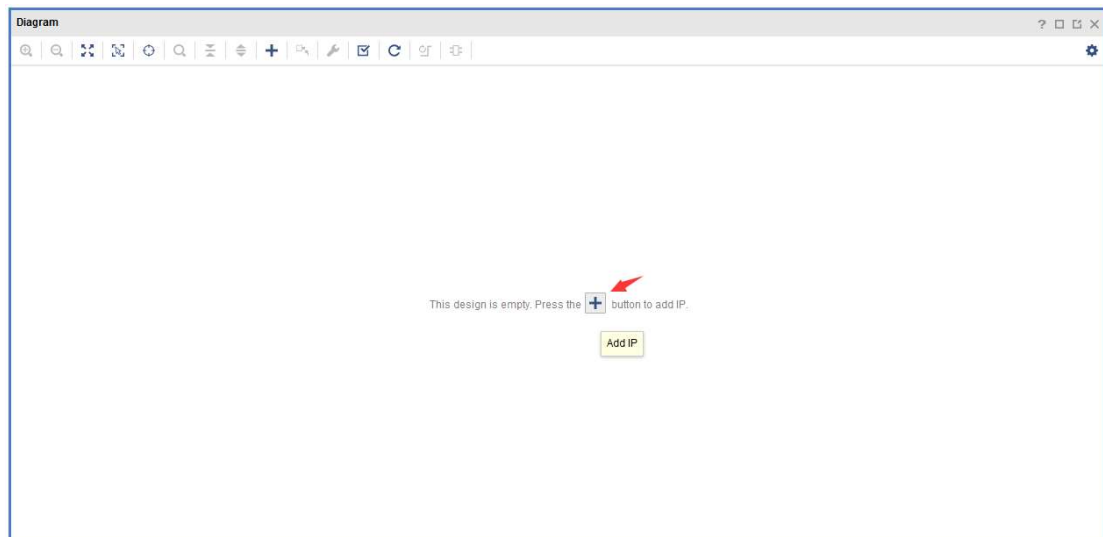 Diagram
This design is empty. Press the + button to add IP.
Add IP